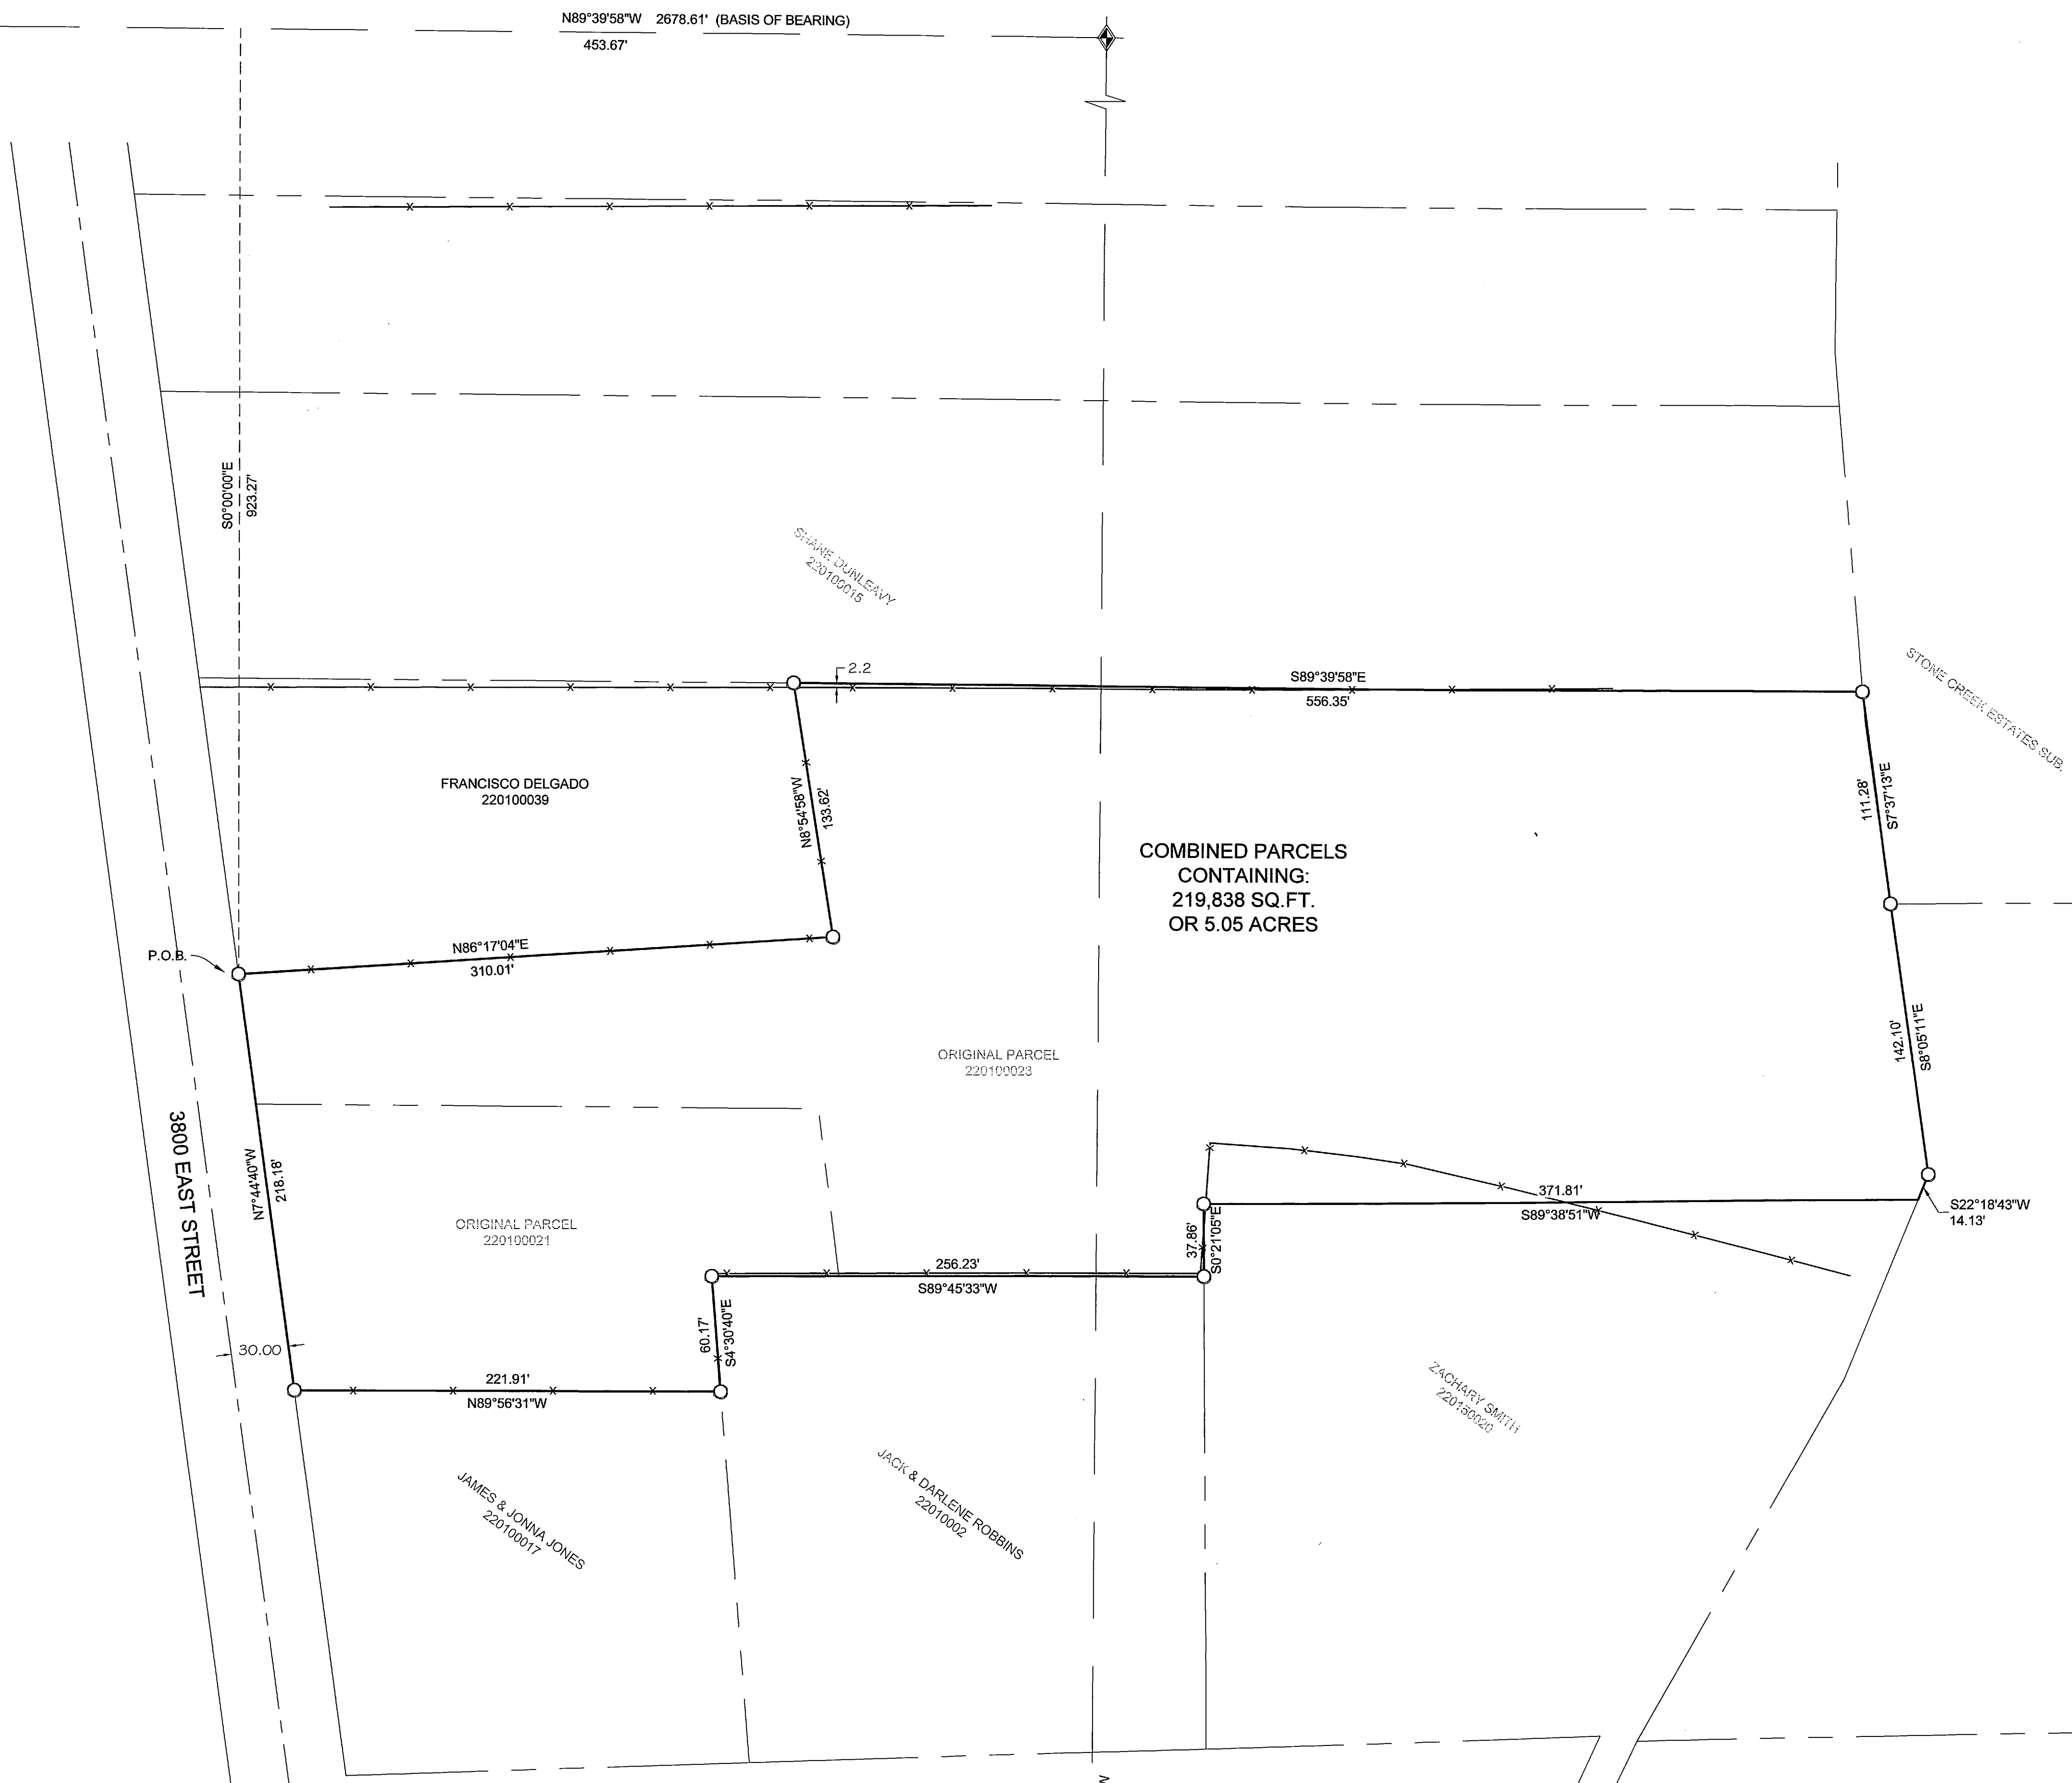 N89°39'58"W 2678.61' (BASIS OF BEARING)
453.67'
S0°00'00"E
923.27'
SHANE DUNLEAVY
220100015
2.2
S89°39'58"E
556.35'
STONE CREEK ESTATES SUB.
FRANCISCO DELGADO
220100039
N8°54'58"W
133.62'
111.28'
S7°37'13"E
COMBINED PARCELS
CONTAINING:
219,838 SQ.FT.
OR 5.05 ACRES
P.O.B.
N86°17'04"E
310.01'
142.10'
S8°05'11"E
ORIGINAL PARCEL
220100023
3800 EAST STREET
N7°44'40"W
218.18'
ORIGINAL PARCEL
220100021
371.81'
S89°38'51"W
S22°18'43"W
14.13'
37.86'
S0°21'05"E
256.23'
S89°45'33"W
60.17'
S4°30'40"E
30.00
221.91'
N89°56'31"W
ZACHARY SMITH
220150020
JAMES & JONNA JONES
220100017
JACK & DARLENE ROBBINS
22010002
W